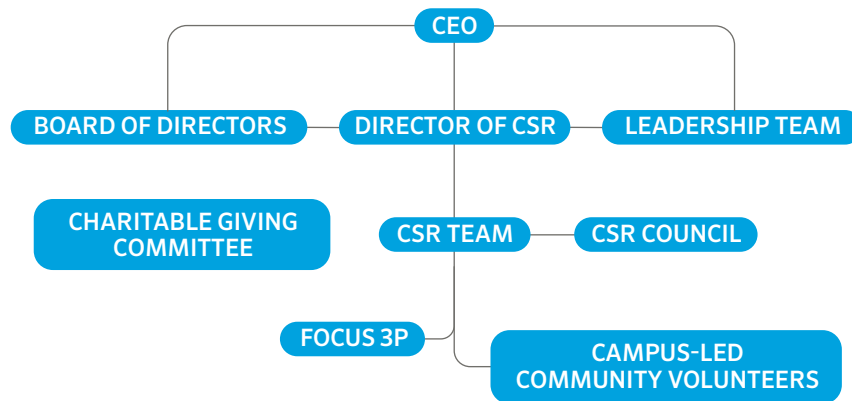 CEO
BOARD OF DIRECTORS
DIRECTOR OF CSR
LEADERSHIP TEAM
CHARITABLE GIVING
COMMITTEE
CSR TEAM
CSR COUNCIL
FOCUS 3P
CAMPUS-LED
COMMUNITY VOLUNTEERS